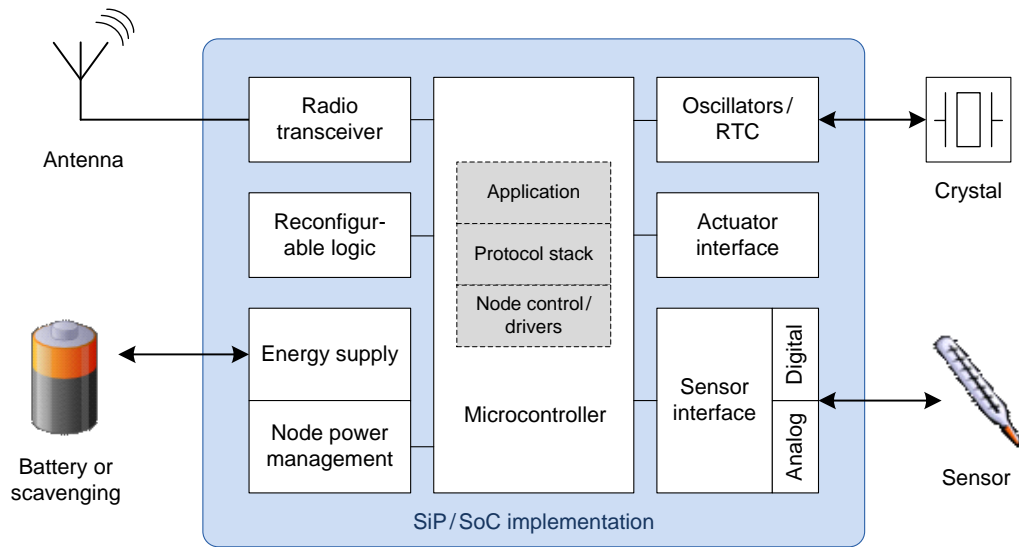 Antenna
Radio
transceiver
Reconfigur-
able logic
Energy supply
Node power
management
Battery or
scavenging
Application
Protocol stack
Node control/
drivers
Microcontroller
Oscillators/
RTC
Actuator
interface
Sensor
interface
Digital
Analog
Crystal
Sensor
SiP/SoC implementation